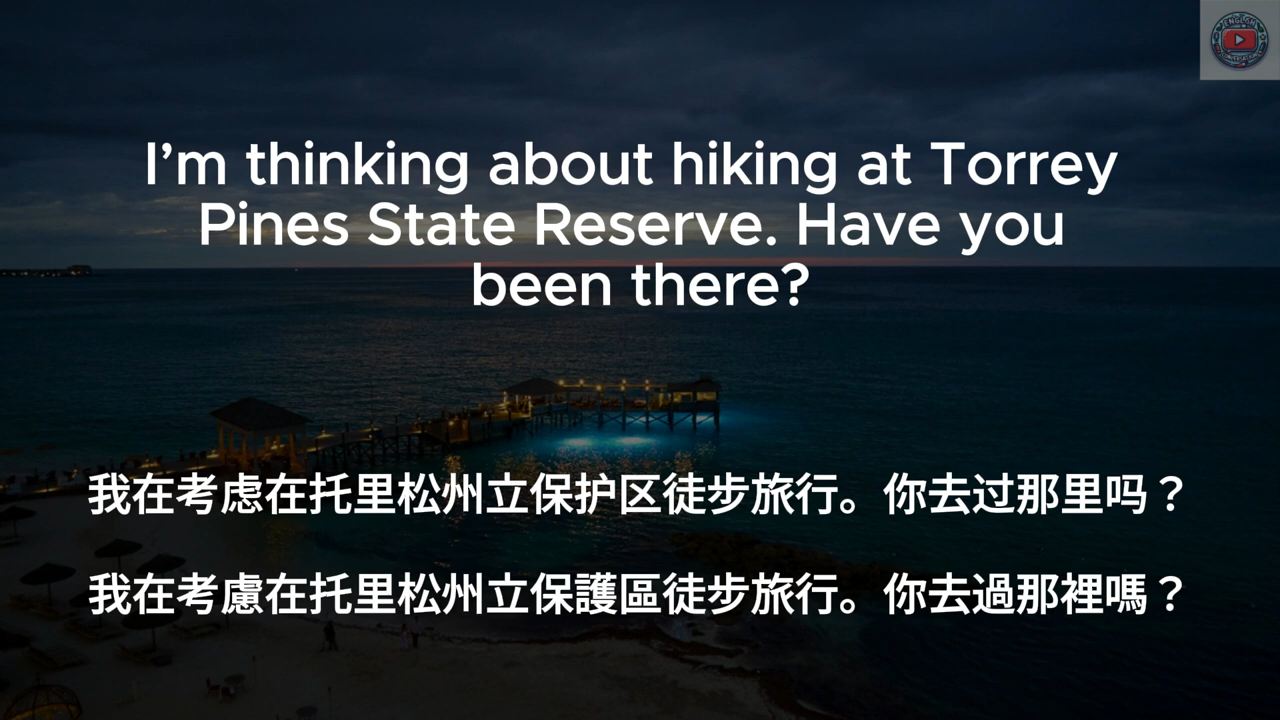 I’m thinking about hiking at Torrey
Pines State Reserve. Have you
been there?
我在考虑在托里松州立保护区徒步旅行。你去过那里吗？
我在考慮在托里松州立保護區徒步旅行。你去過那裡嗎？
ENGLISH